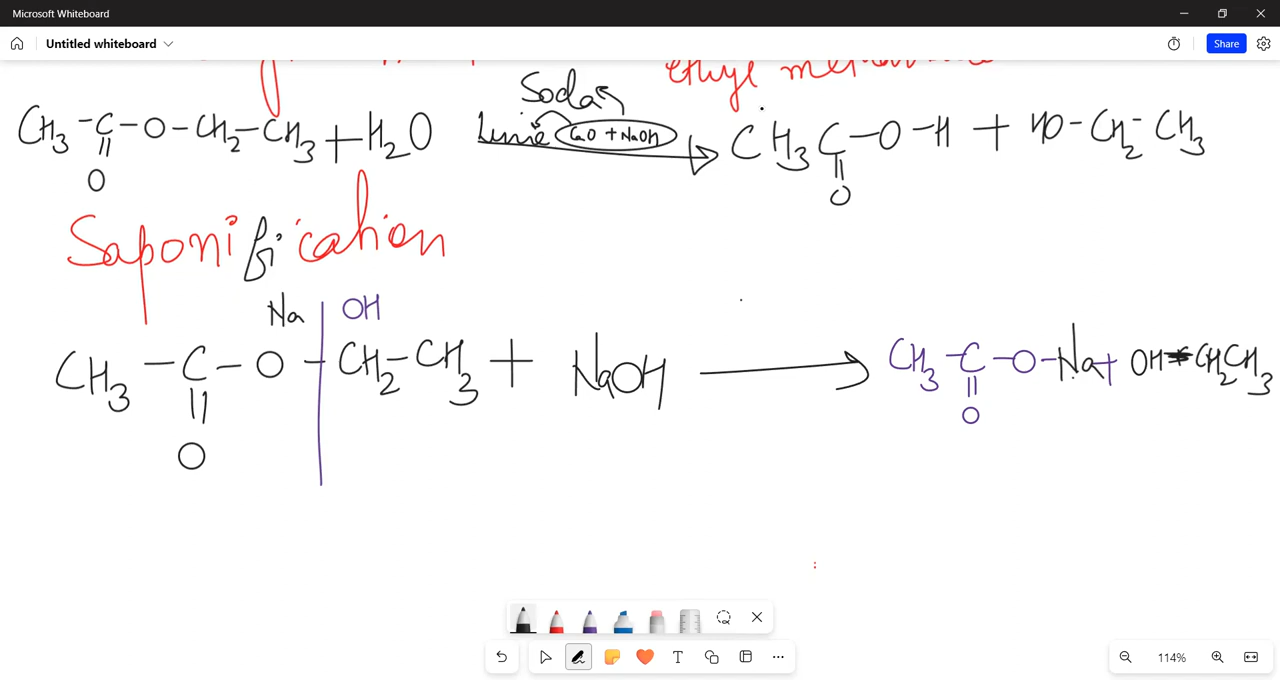 Microsoft Whiteboard
Untitled whiteboard
Share
ethyl
Soda
CH3 - C - O - CH2 - CH3 + H2O
Lime CaO + NaOH
CH3 C - O - H + HO - CH2 - CH3
O
O
Saponification
Na OH
CH3 - C - O - CH2 - CH3 + NaOH
CH3 - C - O - Na + OH - CH2CH3
O
O
114%